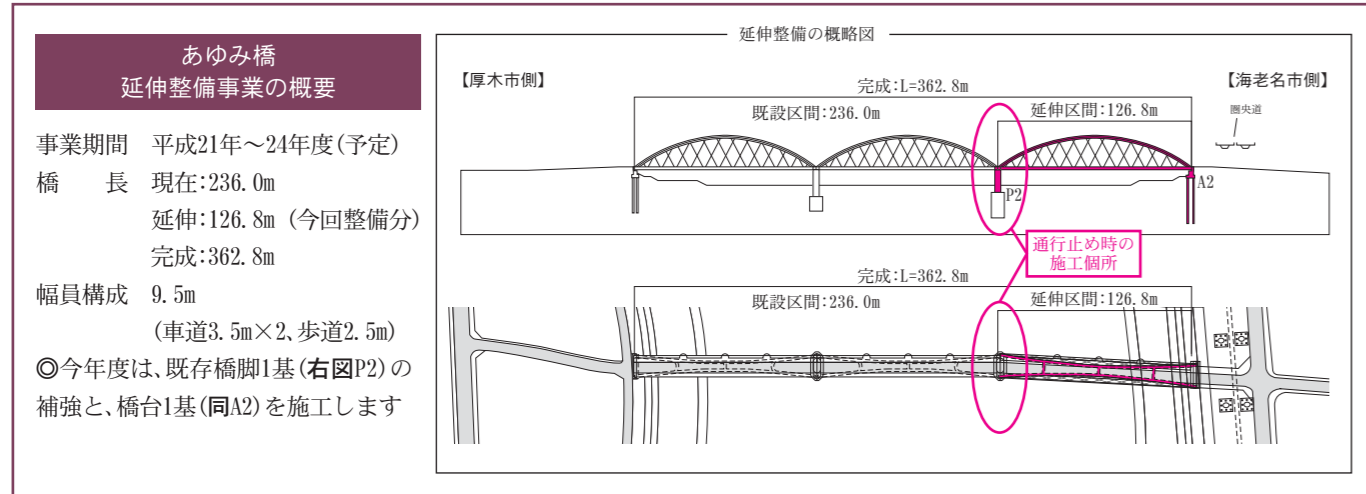 あゆみ橋
延伸整備事業の概要
事業期間 平成21年～24年度(予定)
橋　　長 現在:236.0m
延伸:126.8m (今回整備分)
完成:362.8m
幅員構成 9.5m
(車道3.5m×2、歩道2.5m)
◎今年度は、既存橋脚1基(右図P2)の
補強と、橋台1基(同A2)を施工します
延伸整備の概略図
【厚木市側】
【海老名市側】
完成:L=362.8m
既設区間:236.0m
延伸区間:126.8m
圏央道
P2
A2
通行止め時の
施工個所
完成:L=362.8m
既設区間:236.0m
延伸区間:126.8m